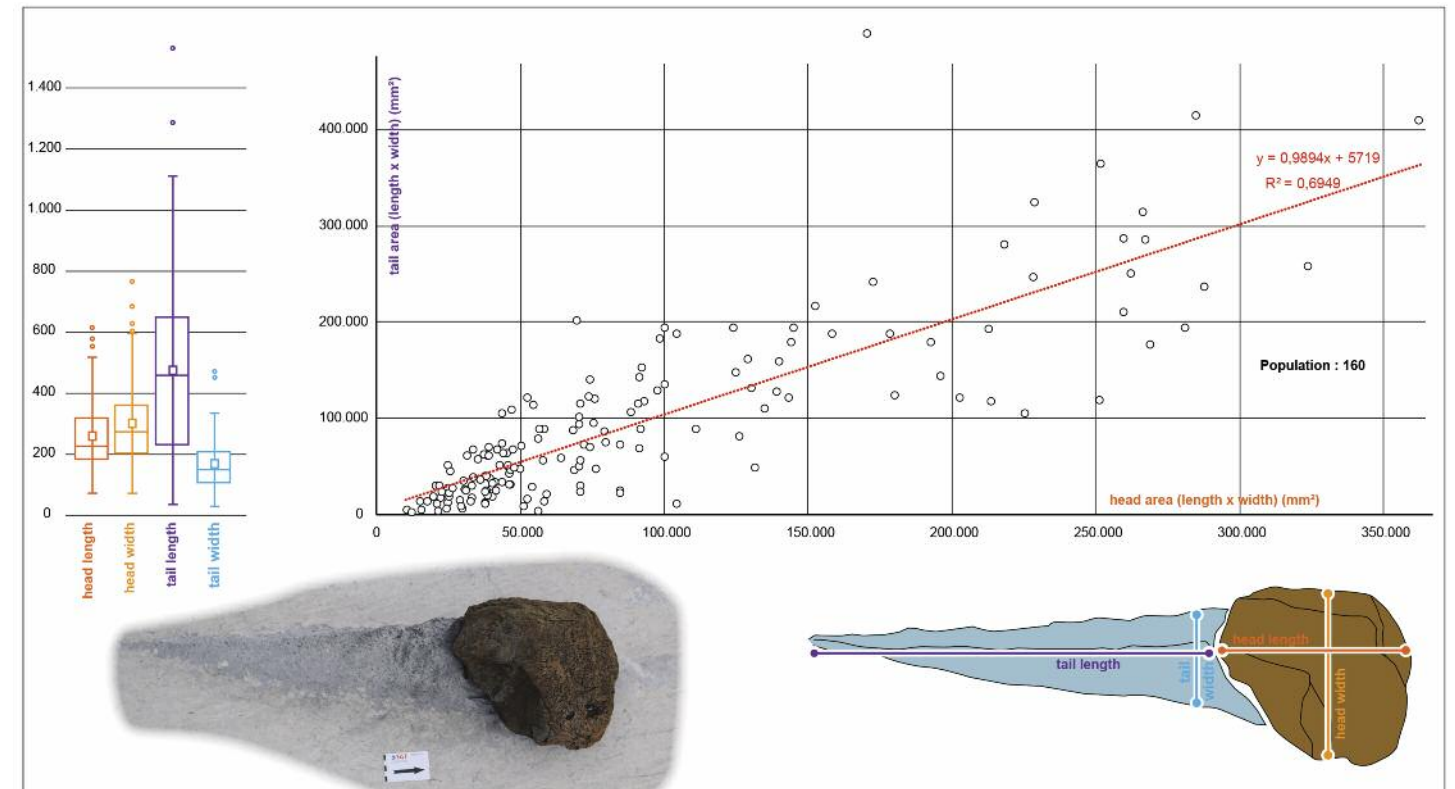 1.400
1.200
1.000
800
600
400
200
0
head length
head width
tail length
tail width
tail area (length x width) (mm²)
400.000
300.000
200.000
100.000
0
y = 0,9894x + 5719
R² = 0,6949
Population : 160
head area (length x width) (mm²)
0
50.000
100.000
150.000
200.000
250.000
300.000
350.000
tail length
tail width
head length
head width